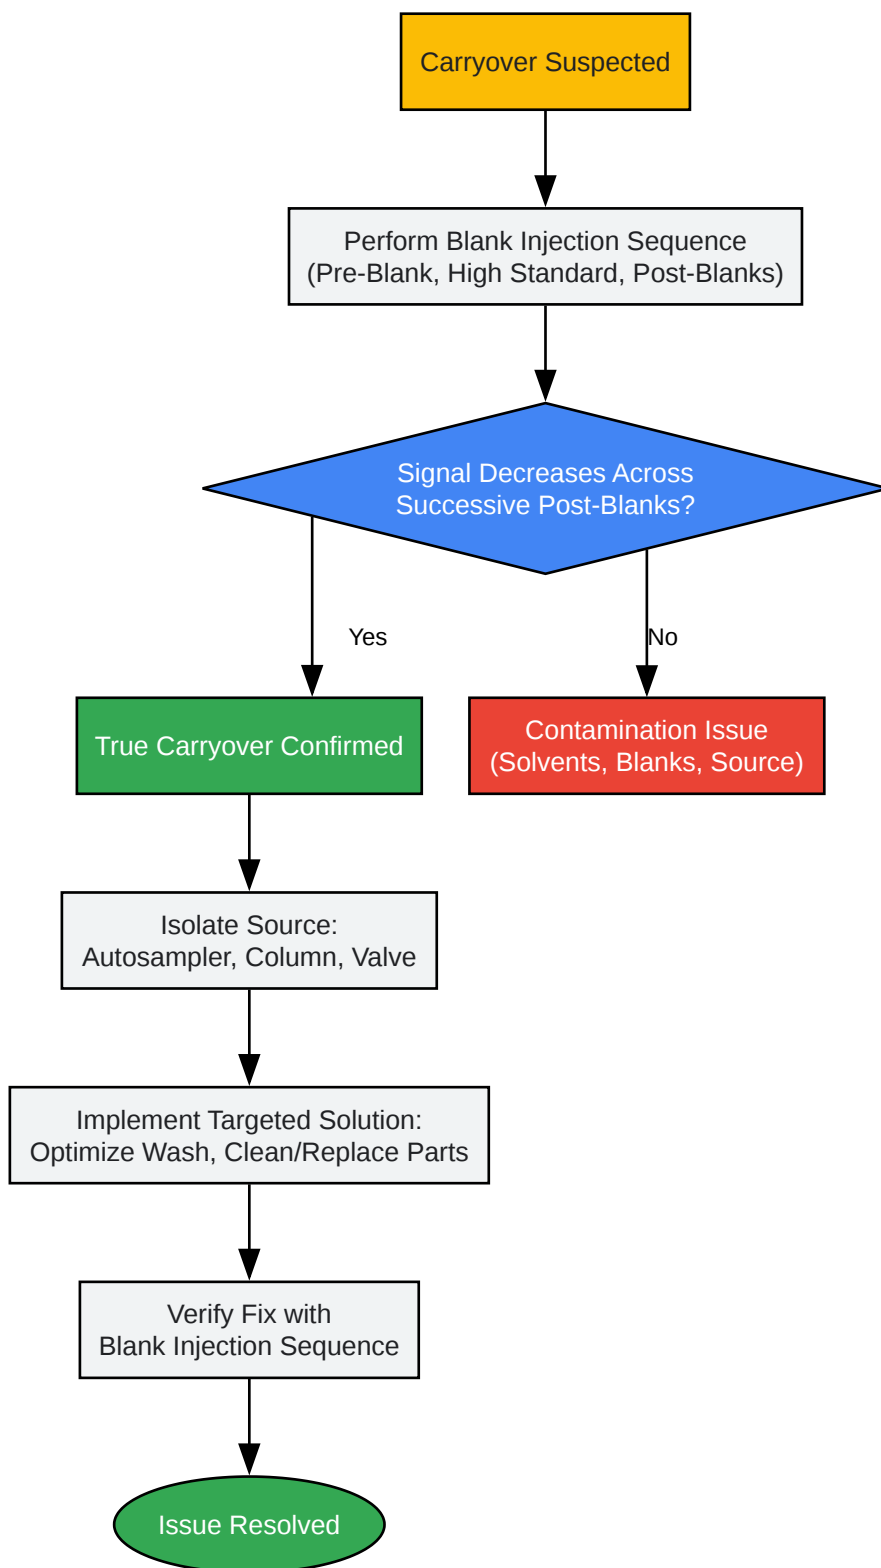 Carryover Suspected
Perform Blank Injection Sequence
(Pre-Blank, High Standard, Post-Blanks)
Signal Decreases Across
Successive Post-Blanks?
Yes
No
True Carryover Confirmed
Contamination Issue
(Solvents, Blanks, Source)
Isolate Source:
Autosampler, Column, Valve
Implement Targeted Solution:
Optimize Wash, Clean/Replace Parts
Verify Fix with
Blank Injection Sequence
Issue Resolved